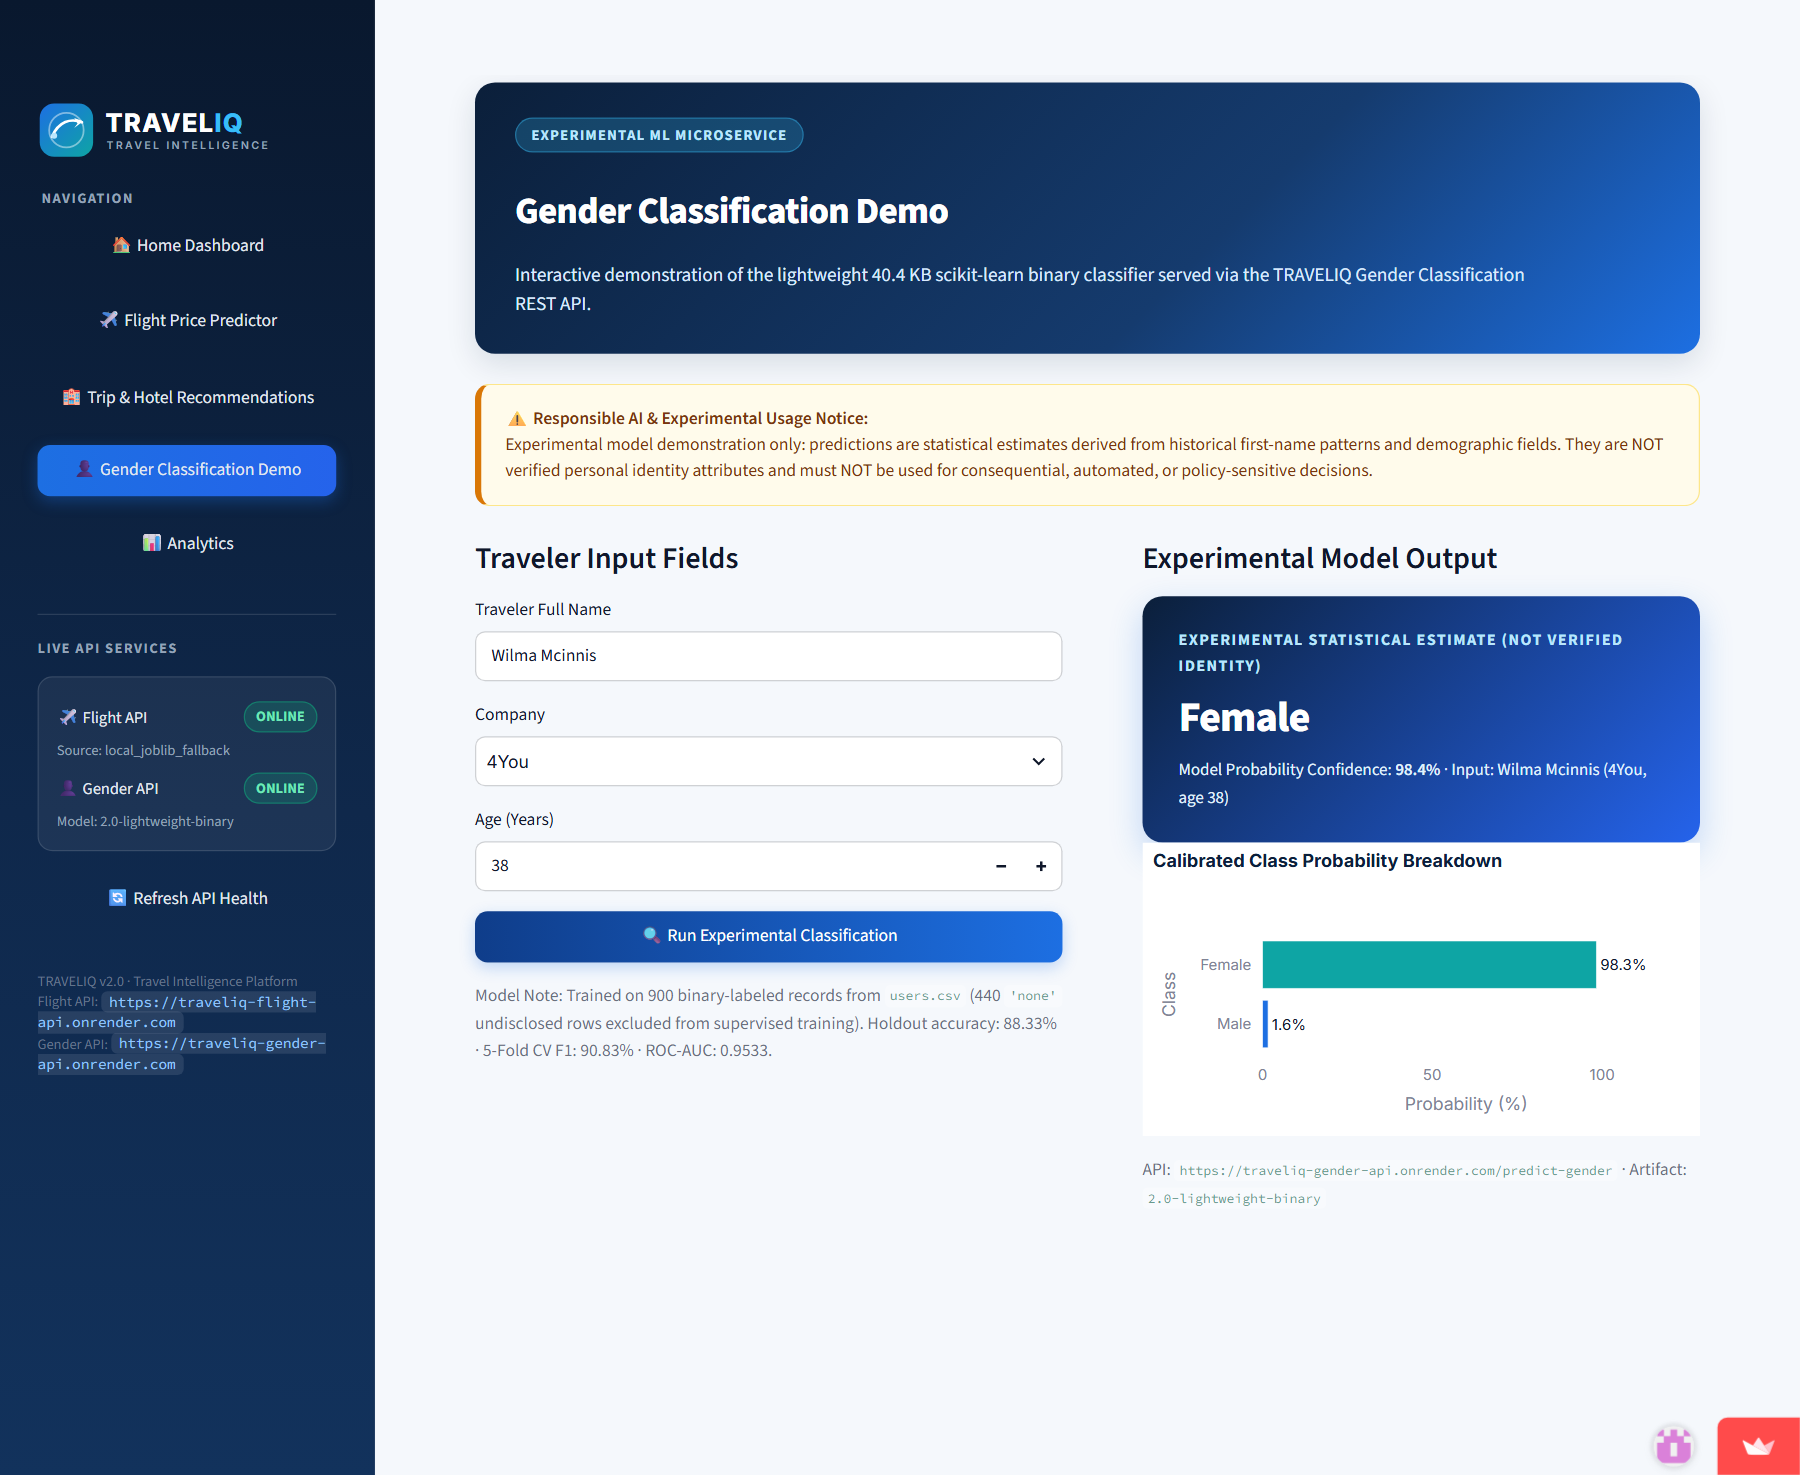 TRAVELIQ
TRAVEL INTELLIGENCE
NAVIGATION
Home Dashboard
Flight Price Predictor
Trip & Hotel Recommendations
Gender Classification Demo
Analytics
LIVE API SERVICES
Flight API
ONLINE
Source: local_joblib_fallback
Gender API
ONLINE
Model: 2.0-lightweight-binary
Refresh API Health
TRAVELIQ v2.0 · Travel Intelligence Platform
Flight API: https://traveliq-flight-
api.onrender.com
Gender API: https://traveliq-gender-
api.onrender.com
EXPERIMENTAL ML MICROSERVICE
Gender Classification Demo
Interactive demonstration of the lightweight 40.4 KB scikit-learn binary classifier served via the TRAVELIQ Gender Classification
REST API.
Responsible AI & Experimental Usage Notice:
Experimental model demonstration only: predictions are statistical estimates derived from historical first-name patterns and demographic fields. They are NOT
verified personal identity attributes and must NOT be used for consequential, automated, or policy-sensitive decisions.
Traveler Input Fields
Traveler Full Name
Wilma Mcinnis
Company
4You
Age (Years)
38
− +
Run Experimental Classification
Model Note: Trained on 900 binary-labeled records from users.csv (440 'none'
undisclosed rows excluded from supervised training). Holdout accuracy: 88.33%
· 5-Fold CV F1: 90.83% · ROC-AUC: 0.9533.
Experimental Model Output
EXPERIMENTAL STATISTICAL ESTIMATE (NOT VERIFIED
IDENTITY)
Female
Model Probability Confidence: 98.4% · Input: Wilma Mcinnis (4You,
age 38)
Calibrated Class Probability Breakdown
Class
Female
98.3%
Male
1.6%
0 50 100
Probability (%)
API: https://traveliq-gender-api.onrender.com/predict-gender · Artifact:
2.0-lightweight-binary